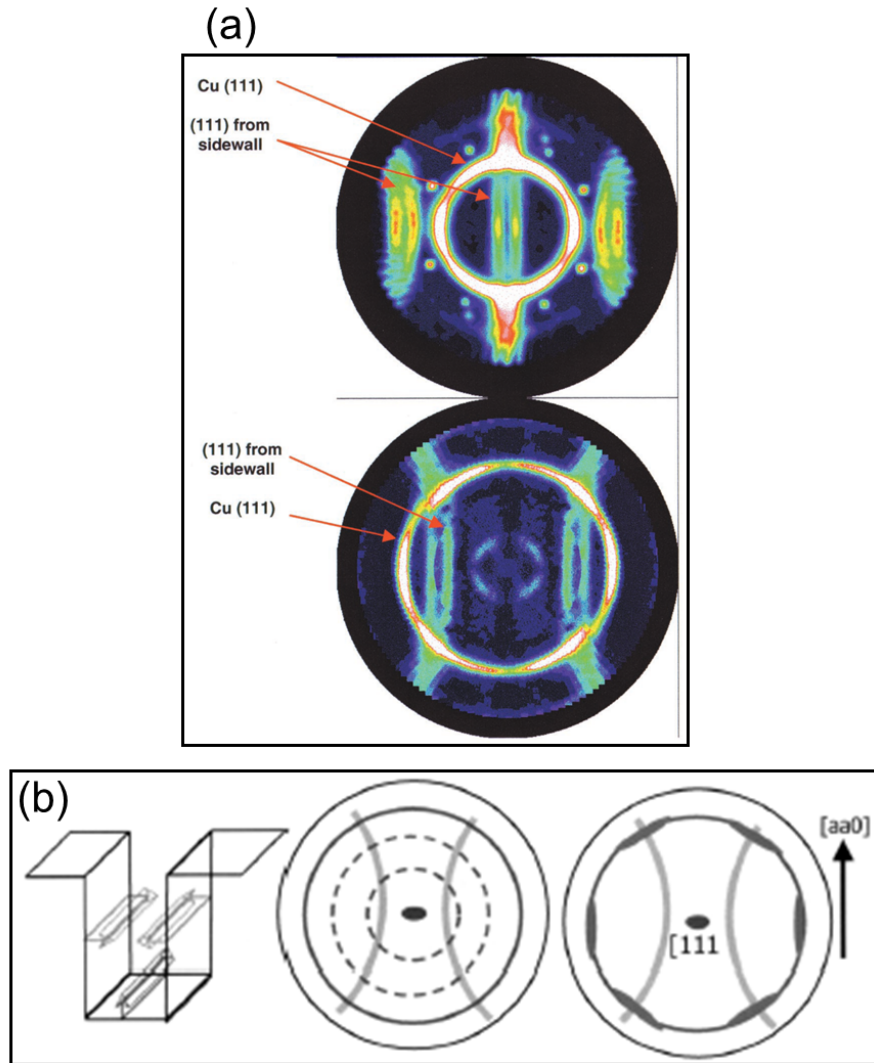 (a)
Cu (111)
(111) from
sidewall
(111) from
sidewall
Cu (111)
(b)
[aa0]
[111